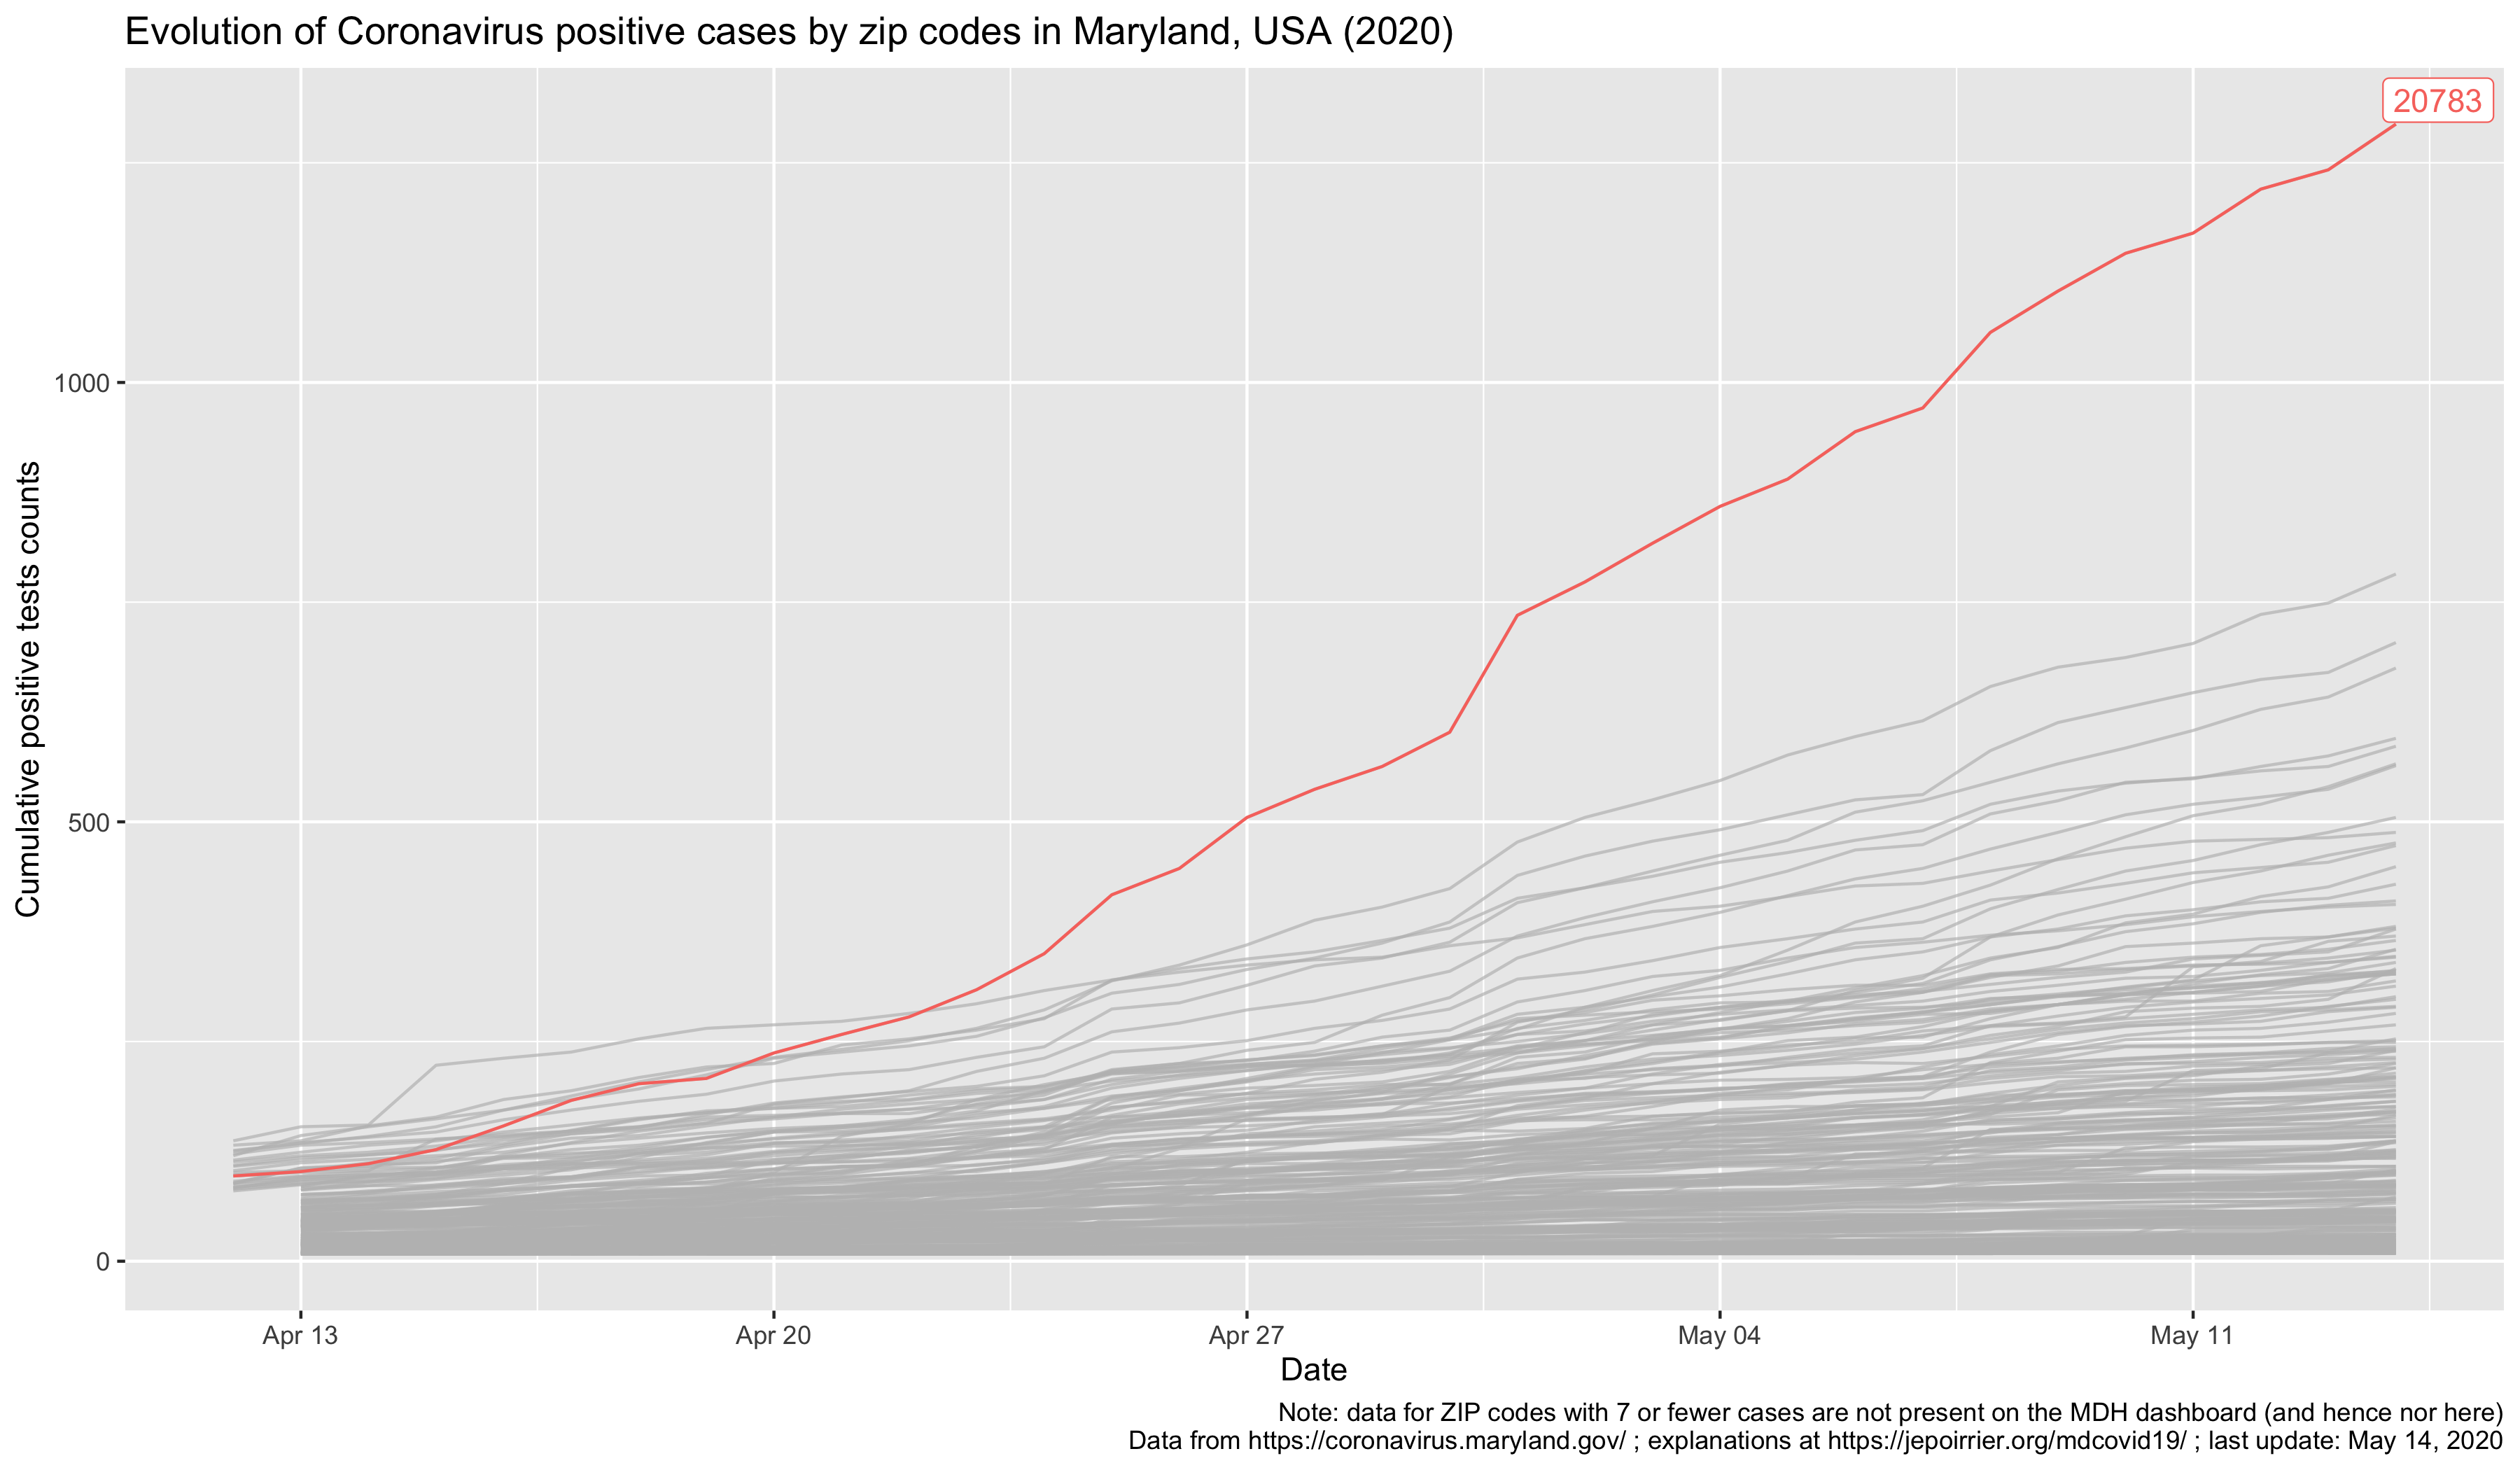 Evolution of Coronavirus positive cases by zip codes in Maryland, USA (2020)
20783
1000
500
0
Cumulative positive tests counts
Apr 13
Apr 20
Apr 27
May 04
May 11
Date
Note: data for ZIP codes with 7 or fewer cases are not present on the MDH dashboard (and hence nor here)
Data from https://coronavirus.maryland.gov/ ; explanations at https://jepoirrier.org/mdcovid19/ ; last update: May 14, 2020